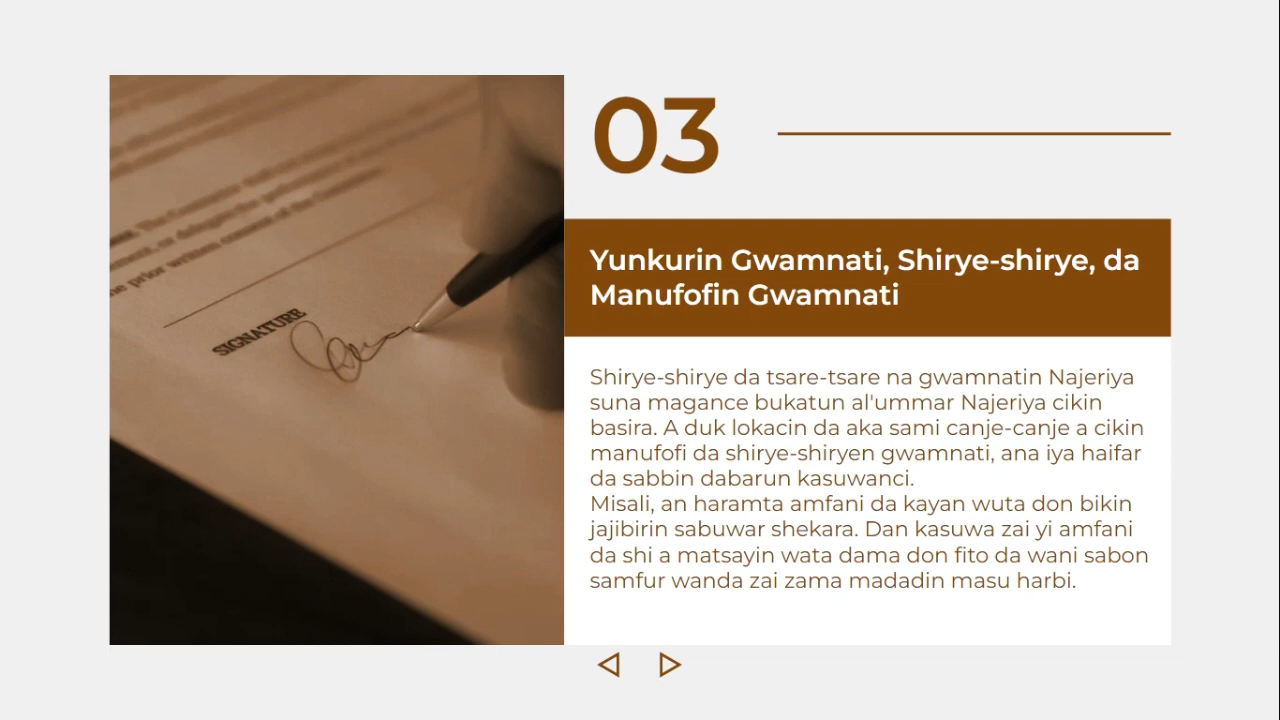 03
Yunkurin Gwamnati, Shirye-shirye, da
Manufofin Gwamnati
Shirye-shirye da tsare-tsare na gwamnatin Najeriya
suna magance bukatun al'ummar Najeriya cikin
basira. A duk lokacin da aka sami canje-canje a cikin
manufofi da shirye-shiryen gwamnati, ana iya haifar
da sabbin dabarun kasuwanci.
Misali, an haramta amfani da kayan wuta don bikin
jajibirin sabuwar shekara. Dan kasuwa zai yi amfani
da shi a matsayin wata dama don fito da wani sabon
samfur wanda zai zama madadin masu harbi.
SIGNATURE